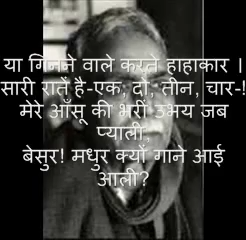 या गिनने वाले करते हाहाकार ।
सारी रातें है-एक, दो, तीन, चार-!
मेरे आँसू की भरीं उभय जब
प्याली,
बेसुर! मधुर क्यों गाने आई
आली?